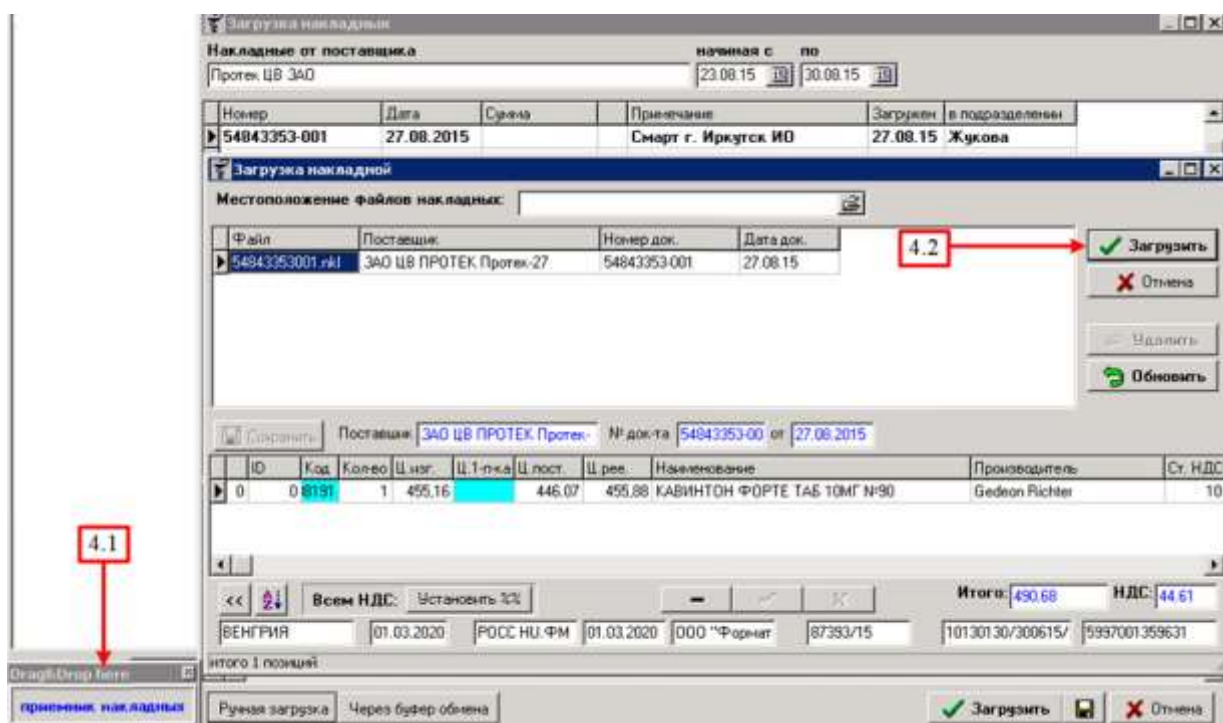 Загрузка накладных
Накладные от поставщика начиная с по
Протек ЦВ ЗАО 23.08.15 30.08.15
Номер Дата Сумма Примечание Загружен в подразделении
54843353-001 27.08.2015 Смарт г. Иркутск ИО 27.08.15 Жукова
Загрузка накладной
Местоположение файлов накладных:
Файл Поставщик Номер док. Дата док.
4.2 Загрузить
54843353001.nkl ЗАО ЦВ ПРОТЕК Протек-27 54843353-001 27.08.15
Отмена
Удалить
Обновить
Сохранить Поставщик ЗАО ЦВ ПРОТЕК Протек- № док-та 54843353-00 от 27.08.2015
ID Код Кол-во Ц.изг. Ц.1-п-ка Ц.пост. Ц.рее. Наименование Производитель Ст. НДС
0 0 8191 1 455,16 446,07 455,88 КАВИНТОН ФОРТЕ ТАБ 10МГ №90 Gedeon Richter 10
4.1
<< Всем НДС: Установить %% Итого: 490.68 НДС: 44.61
ВЕНГРИЯ 01.03.2020 РОСС HU.ФМ 01.03.2020 ООО "Формат 87393/15 10130130/300615/ 5997001359631
итого 1 позиций
Drag&Drop here
приемник накладных Ручная загрузка Через буфер обмена Загрузить Отмена